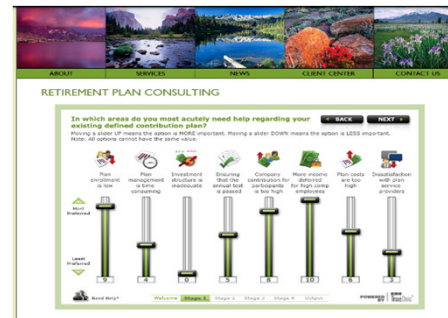 ABOUT SERVICES NEWS CLIENT CENTER CONTACT US
RETIREMENT PLAN CONSULTING
In which areas do you most acutely need help regarding your
existing defined contribution plan?
BACK NEXT
Moving a slider UP means the option is MORE important. Moving a slider DOWN means the option is LESS important.
Note: All options cannot have the same value.
Plan
enrollment
is low
Plan
management
is time
consuming
Investment
structure is
inadequate
Ensuring
that the
annual test
is passed
Company
contribution for
participants
is too high
More income
deferred
for high comp
employees
Plan costs
are too
high
Dissatisfaction
with plan
service
providers
Most
Preferred
Least
Preferred
9 4 0 5 8 10 6 3
Need Help? Welcome Stage 1 Stage 2 Stage 3 Stage 4 Output
POWERED
BY